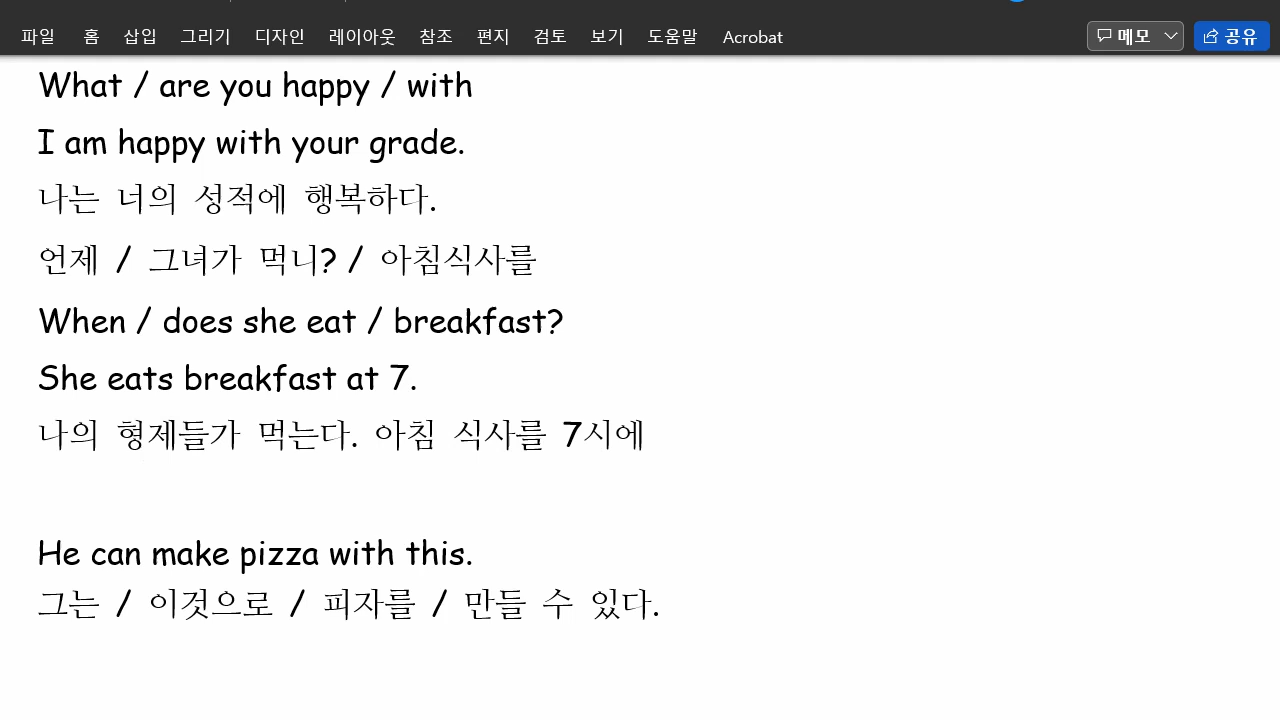 파일 홈 삽입 그리기 디자인 레이아웃 참조 편지 검토 보기 도움말 Acrobat 메모 공유
What / are you happy / with
I am happy with your grade.
나는 너의 성적에 행복하다.
언제 / 그녀가 먹니? / 아침식사를
When / does she eat / breakfast?
She eats breakfast at 7.
나의 형제들가 먹는다. 아침 식사를 7시에
He can make pizza with this.
그는 / 이것으로 / 피자를 / 만들 수 있다.